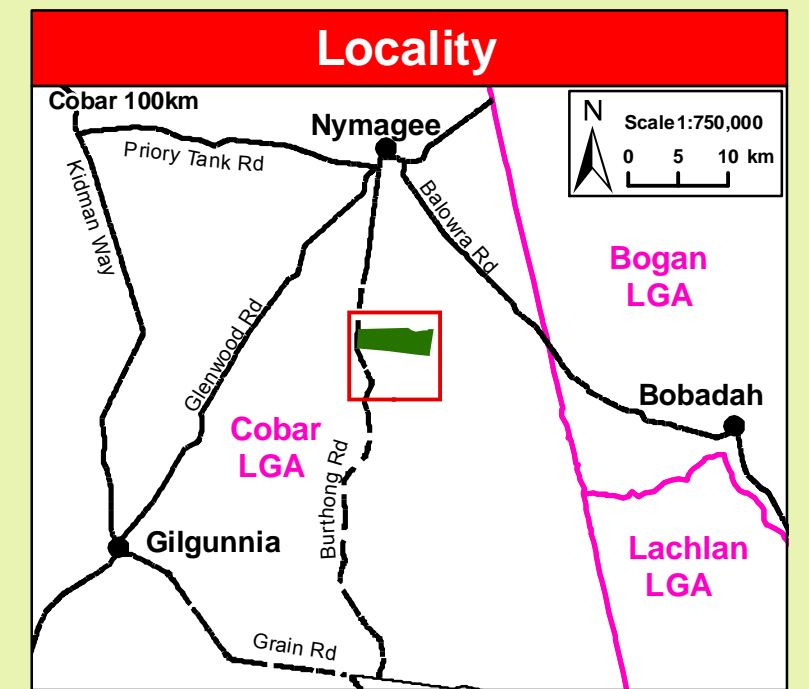 Locality
Cobar 100km
N
Scale 1:750,000
0 5 10 km
Nymagee
Priory Tank Rd
Kidman Way
Balowra Rd
Bogan
LGA
Glenwood Rd
Bobadah
Cobar
LGA
Burthong Rd
Gilgunnia
Lachlan
LGA
Grain Rd